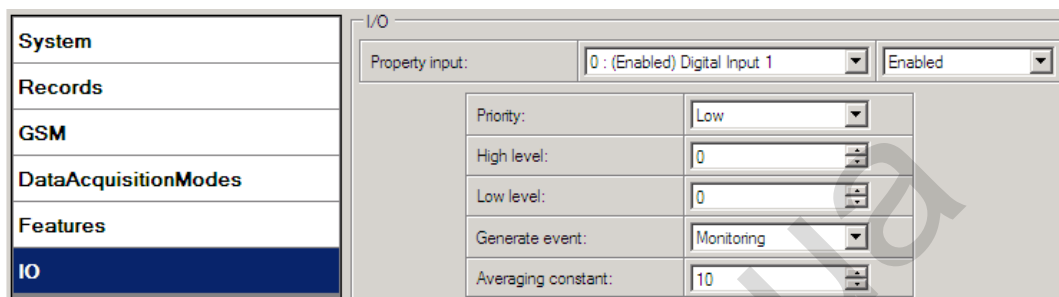 System
Records
GSM
DataAcquisitionModes
Features
IO
I/O
Property input: 0 : (Enabled) Digital Input 1 Enabled
Priority: Low
High level: 0
Low level: 0
Generate event: Monitoring
Averaging constant: 10
ua